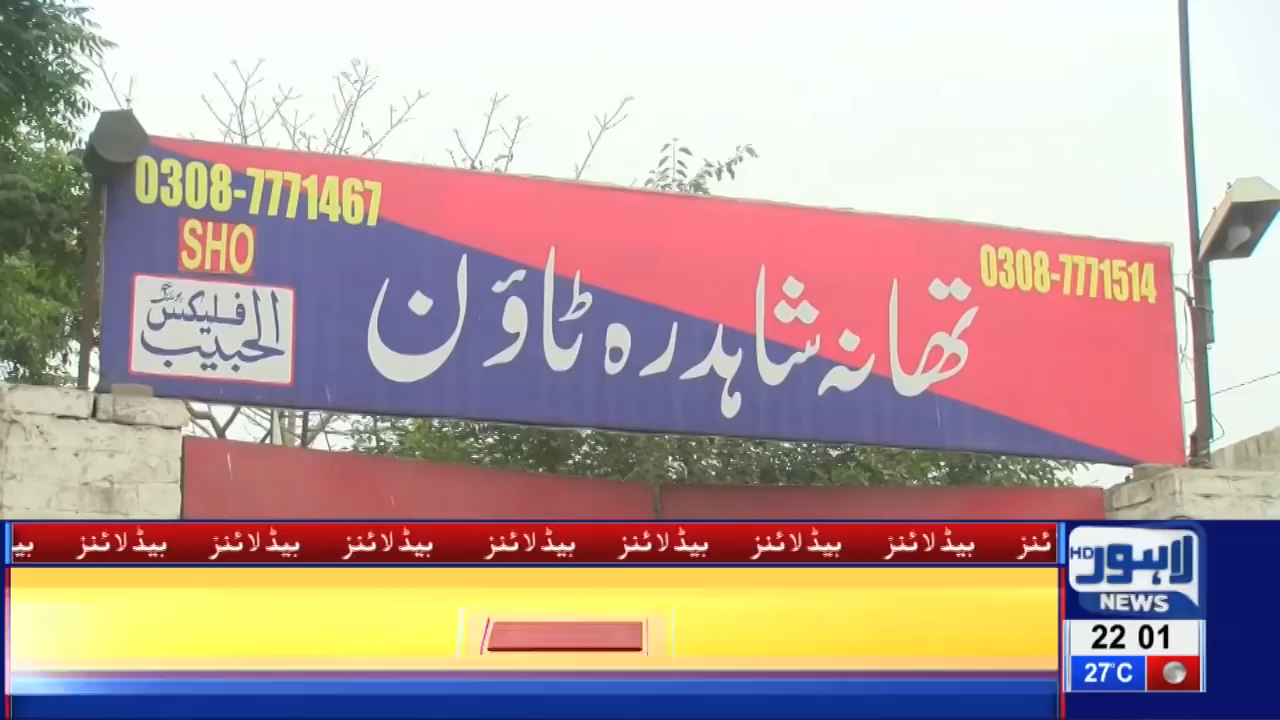 0308-7771467
SHO
الحبیب فلیکس
تھانہ شاہدرہ ٹاؤن
0308-7771514
ہیڈلائنز ہیڈلائنز ہیڈلائنز ہیڈلائنز ہیڈلائنز ہیڈلائنز ہیڈلائنز
HD لاہور
NEWS
22 01
27°C